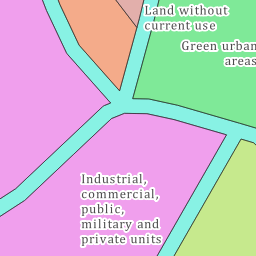 Land without
current use
Green urban
areas
Industrial,
commercial,
public,
military and
private units